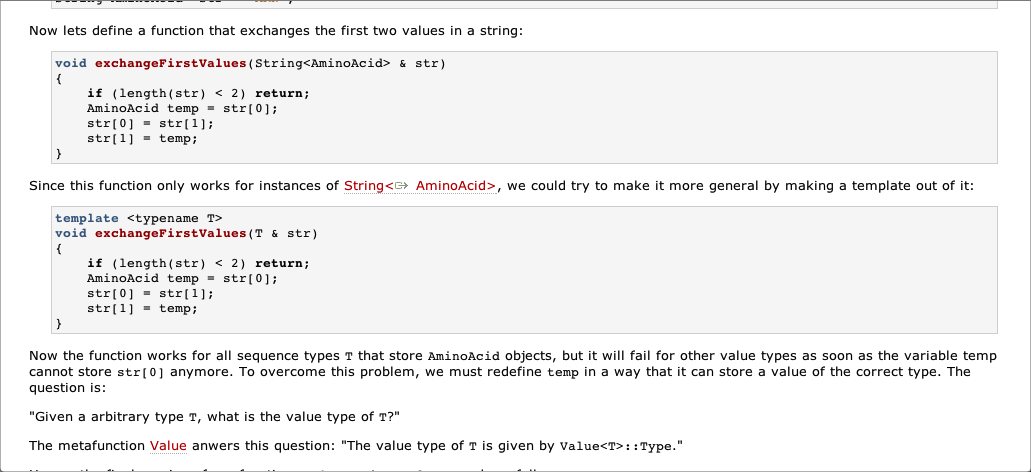 Now lets define a function that exchanges the first two values in a string:
void exchangeFirstValues(String<AminoAcid> & str)
{
    if (length(str) < 2) return;
    AminoAcid temp = str[0];
    str[0] = str[1];
    str[1] = temp;
}
Since this function only works for instances of String< AminoAcid>, we could try to make it more general by making a template out of it:
template <typename T>
void exchangeFirstValues(T & str)
{
    if (length(str) < 2) return;
    AminoAcid temp = str[0];
    str[0] = str[1];
    str[1] = temp;
}
Now the function works for all sequence types T that store AminoAcid objects, but it will fail for other value types as soon as the variable temp
cannot store str[0] anymore. To overcome this problem, we must redefine temp in a way that it can store a value of the correct type. The
question is:
"Given a arbitrary type T, what is the value type of T?"
The metafunction Value anwers this question: "The value type of T is given by Value<T>::Type."